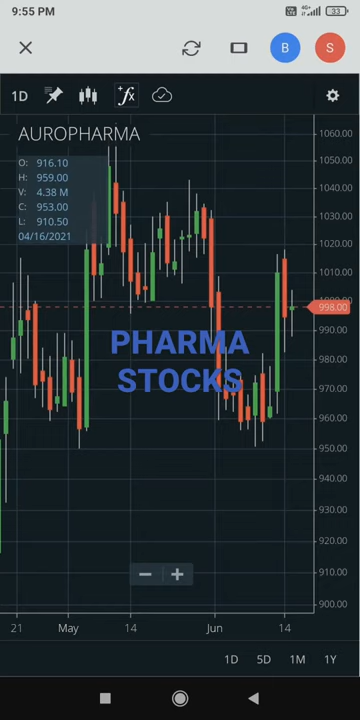 9:55 PM
4G+
33
B
S
1D
fx
AUROPHARMA
O: 916.10
H: 959.00
V: 4.38 M
C: 953.00
L: 910.50
04/16/2021
1060.00
1050.00
1040.00
1030.00
1020.00
1010.00
998.00
990.00
980.00
970.00
960.00
950.00
940.00
930.00
920.00
910.00
900.00
PHARMA
STOCKS
− +
21 May 14 Jun 14
1D 5D 1M 1Y